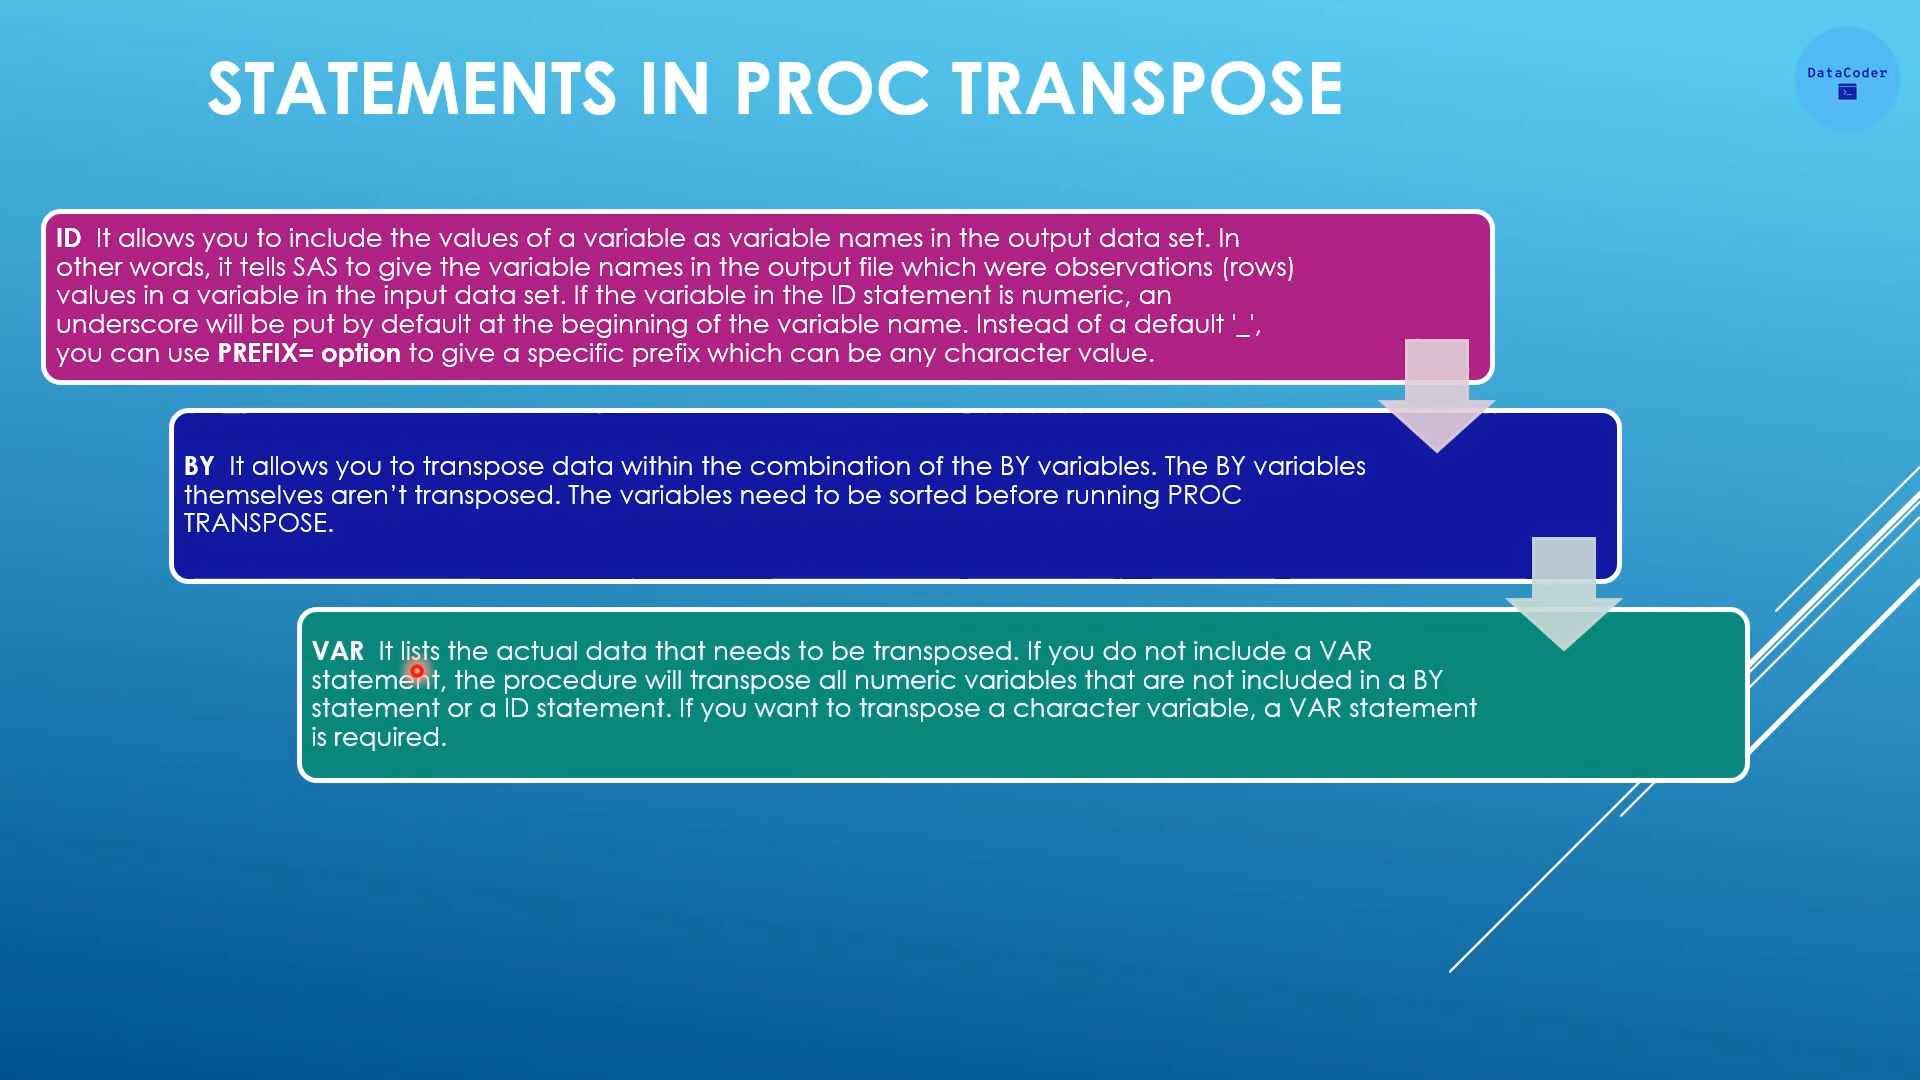 STATEMENTS IN PROC TRANSPOSE
DataCoder
>_
ID It allows you to include the values of a variable as variable names in the output data set. In
other words, it tells SAS to give the variable names in the output file which were observations (rows)
values in a variable in the input data set. If the variable in the ID statement is numeric, an
underscore will be put by default at the beginning of the variable name. Instead of a default '_',
you can use PREFIX= option to give a specific prefix which can be any character value.
BY It allows you to transpose data within the combination of the BY variables. The BY variables
themselves aren’t transposed. The variables need to be sorted before running PROC
TRANSPOSE.
VAR It lists the actual data that needs to be transposed. If you do not include a VAR
statement, the procedure will transpose all numeric variables that are not included in a BY
statement or a ID statement. If you want to transpose a character variable, a VAR statement
is required.